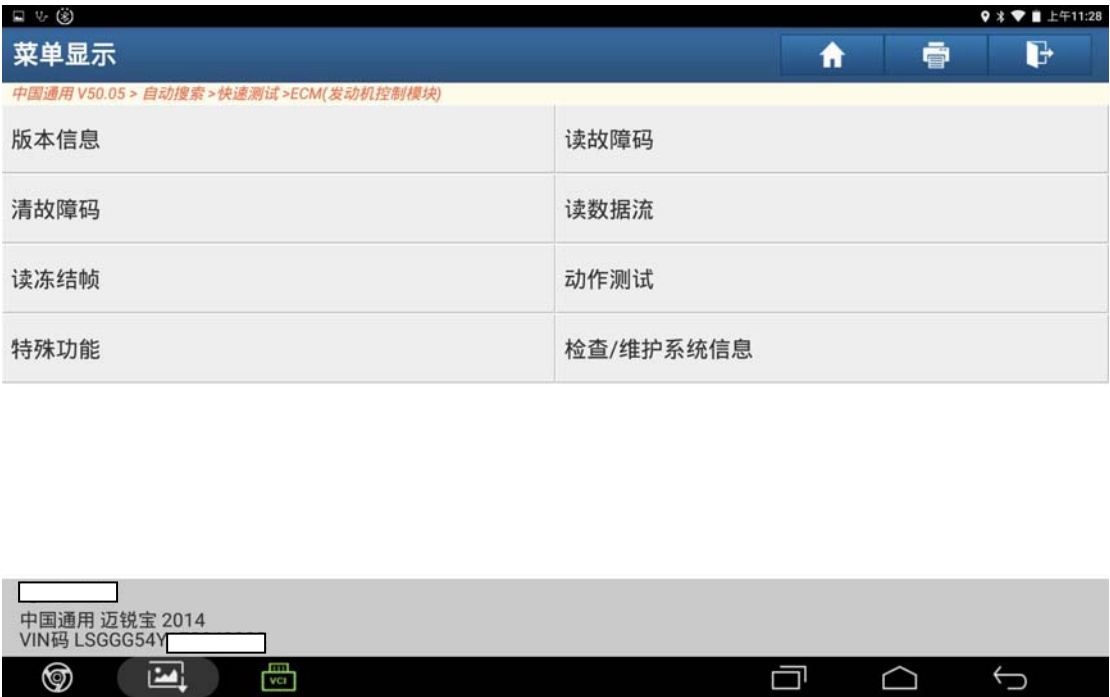 上午11:28
菜单显示
中国通用 V50.05 > 自动搜索 >快速测试 >ECM(发动机控制模块)
版本信息
读故障码
清故障码
读数据流
读冻结帧
动作测试
特殊功能
检查/维护系统信息
中国通用 迈锐宝 2014
VIN码 LSGGG54Y
VCI